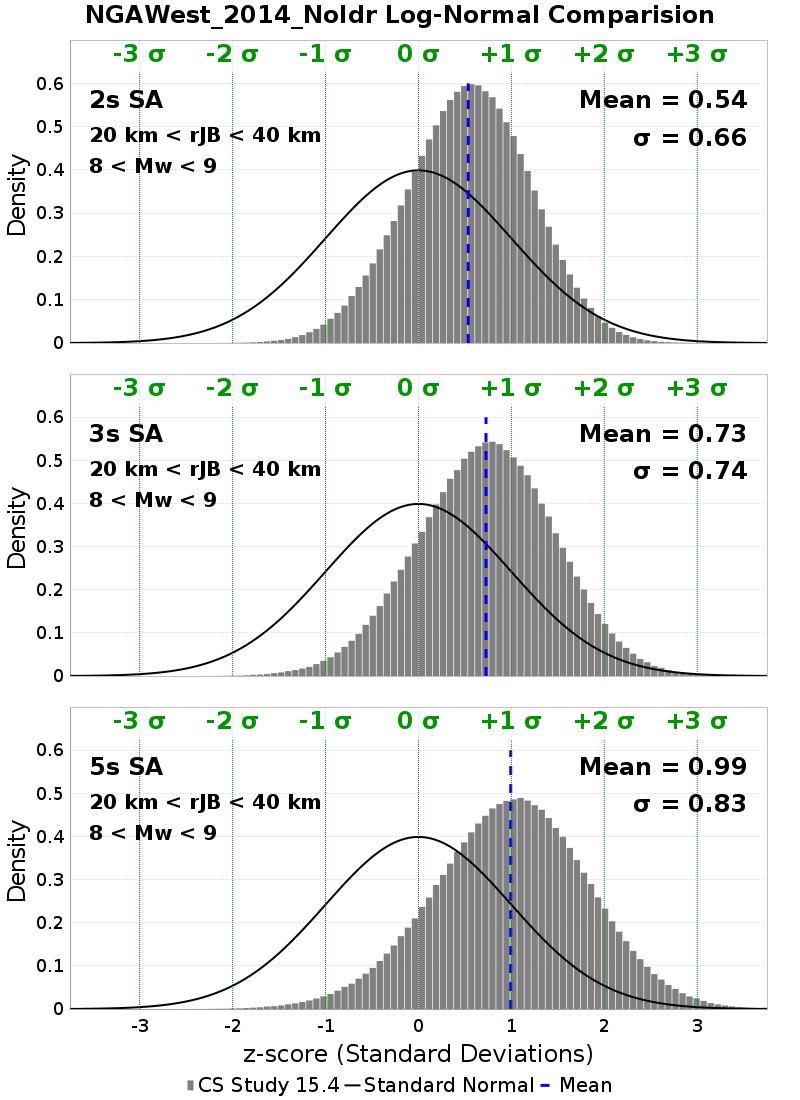 NGAWest_2014_NoIdr Log-Normal Comparision
-3 σ -2 σ -1 σ 0 σ +1 σ +2 σ +3 σ
2s SA
20 km < rJB < 40 km
8 < Mw < 9
Mean = 0.54
σ = 0.66
Density
0.6
0.5
0.4
0.3
0.2
0.1
0
-3 σ -2 σ -1 σ 0 σ +1 σ +2 σ +3 σ
3s SA
20 km < rJB < 40 km
8 < Mw < 9
Mean = 0.73
σ = 0.74
Density
0.6
0.5
0.4
0.3
0.2
0.1
0
-3 σ -2 σ -1 σ 0 σ +1 σ +2 σ +3 σ
5s SA
20 km < rJB < 40 km
8 < Mw < 9
Mean = 0.99
σ = 0.83
Density
0.6
0.5
0.4
0.3
0.2
0.1
0
-3 -2 -1 0 1 2 3
z-score (Standard Deviations)
CS Study 15.4 Standard Normal Mean